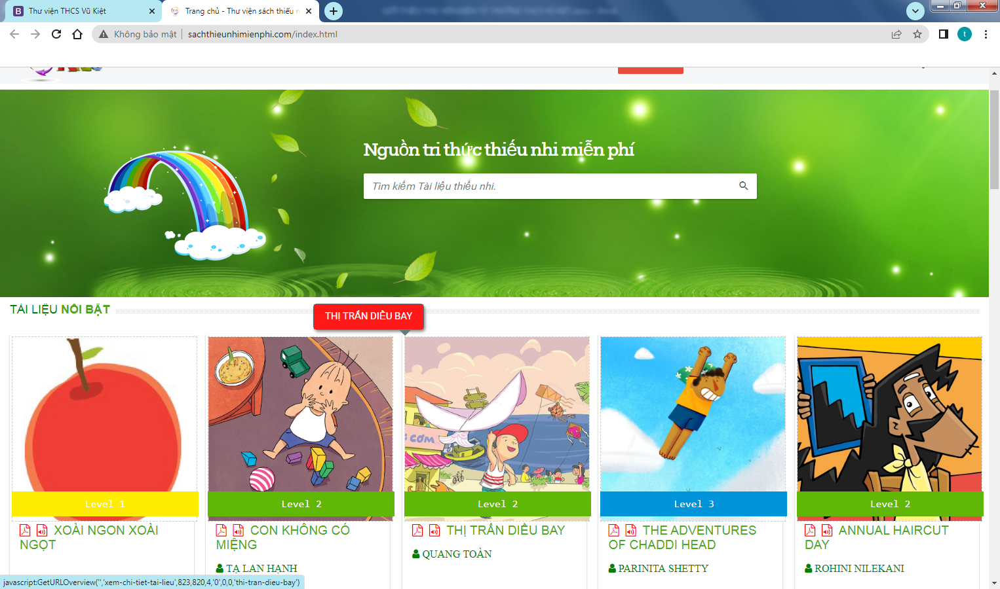 Thư viện THCS Vũ Kiệt
Trang chủ - Thư viện sách thiếu n
Không bảo mật
sachthieunhimienphi.com/index.html
t
Nguồn tri thức thiếu nhi miễn phí
Tìm kiếm Tài liệu thiếu nhi.
TÀI LIỆU NỔI BẬT
THỊ TRẤN DIỀU BAY
CƠM
Level 1
Level 2
Level 2
Level 3
Level 2
XOÀI NGON XOÀI
NGỌT
CON KHÔNG CÓ
MIỆNG
TẠ LAN HẠNH
THỊ TRẤN DIỀU BAY
QUANG TOÀN
THE ADVENTURES
OF CHADDI HEAD
PARINITA SHETTY
ANNUAL HAIRCUT
DAY
ROHINI NILEKANI
javascript:GetURLOverview('','xem-chi-tiet-tai-lieu',823,820,4,'0',0,0,'thi-tran-dieu-bay')